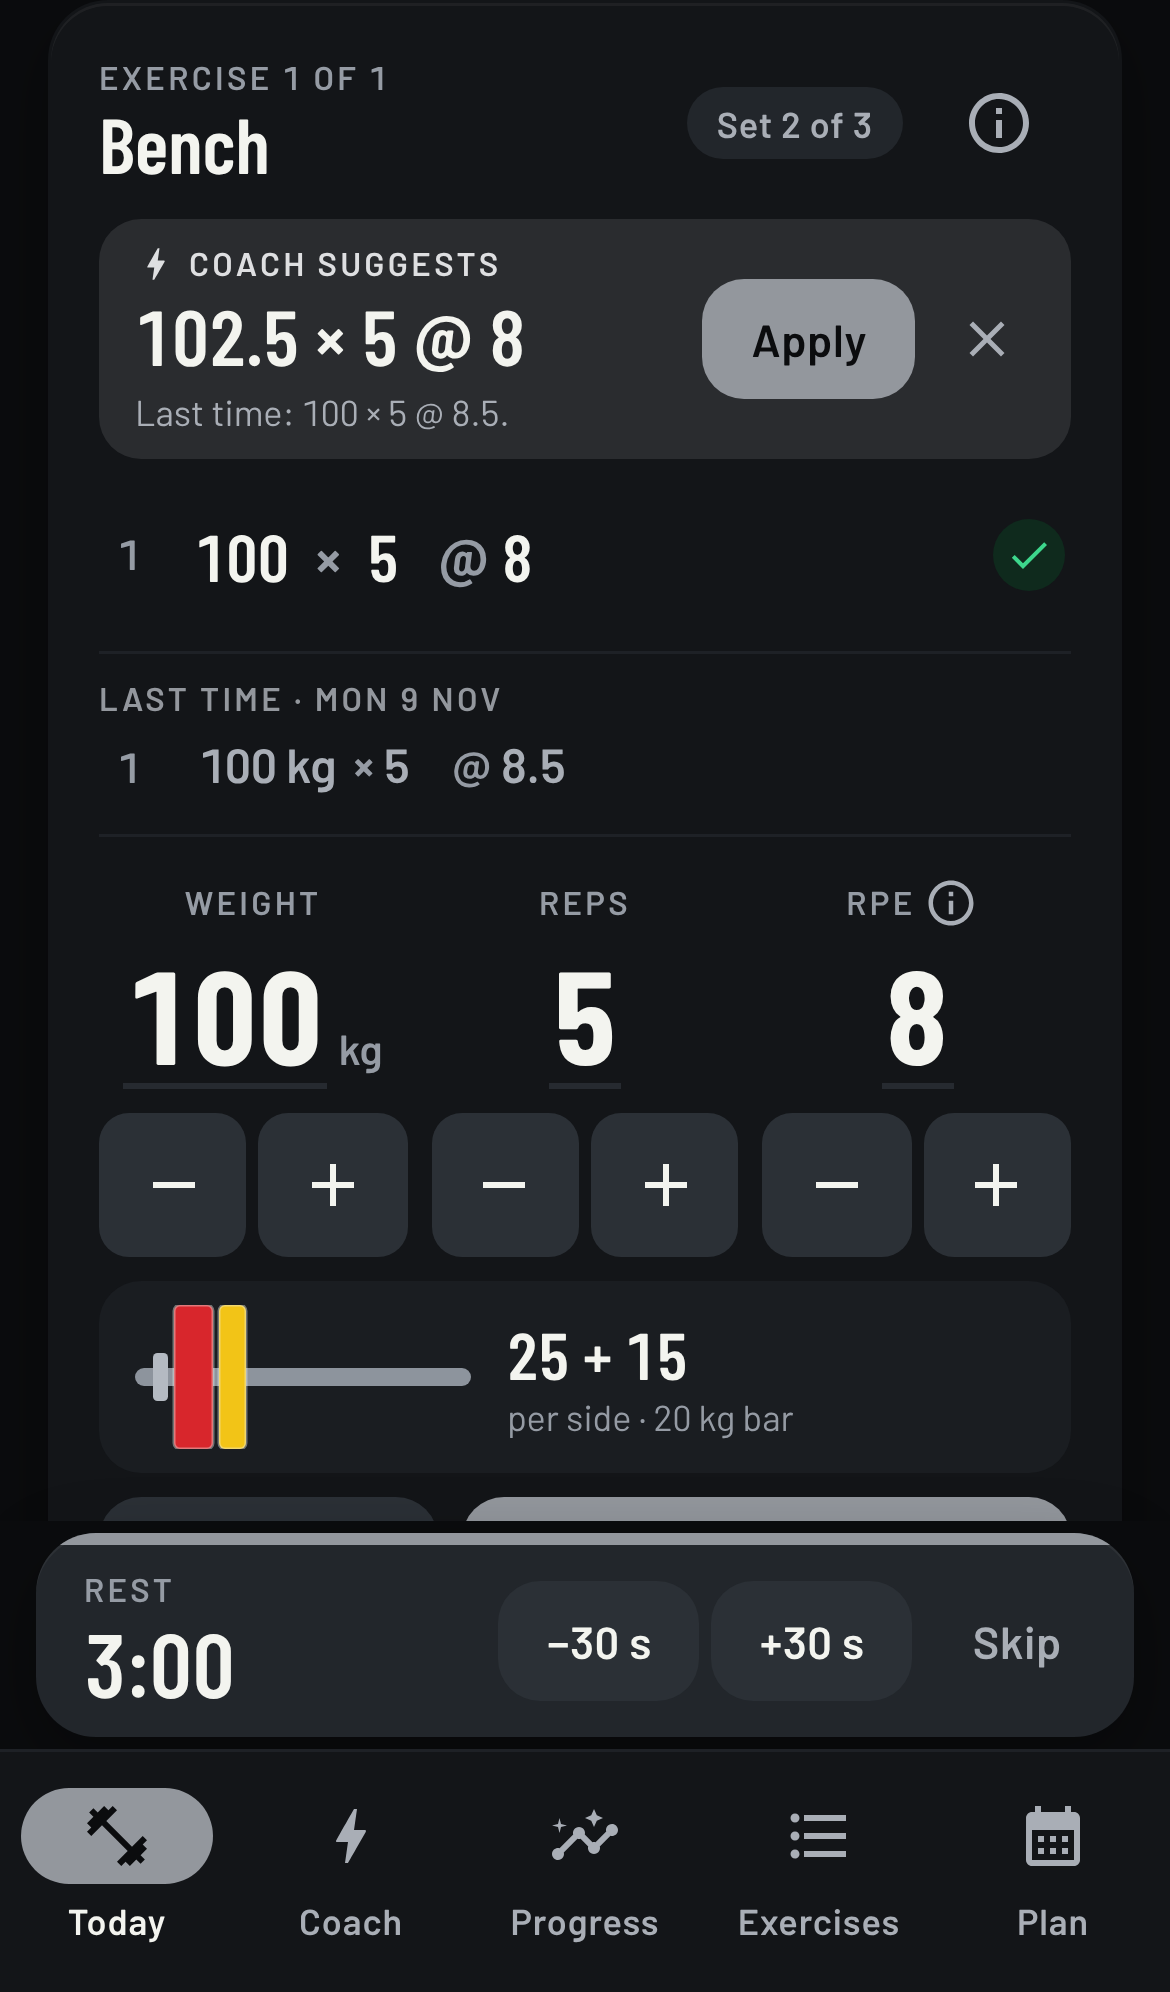 EXERCISE 1 OF 1
Bench
Set 2 of 3
COACH SUGGESTS
102.5 × 5 @ 8
Last time: 100 × 5 @ 8.5.
Apply
1 100 × 5 @ 8
LAST TIME · MON 9 NOV
1 100 kg × 5 @ 8.5
WEIGHT REPS RPE
100 kg 5 8
25 + 15
per side · 20 kg bar
REST
3:00
−30 s +30 s Skip
Today Coach Progress Exercises Plan